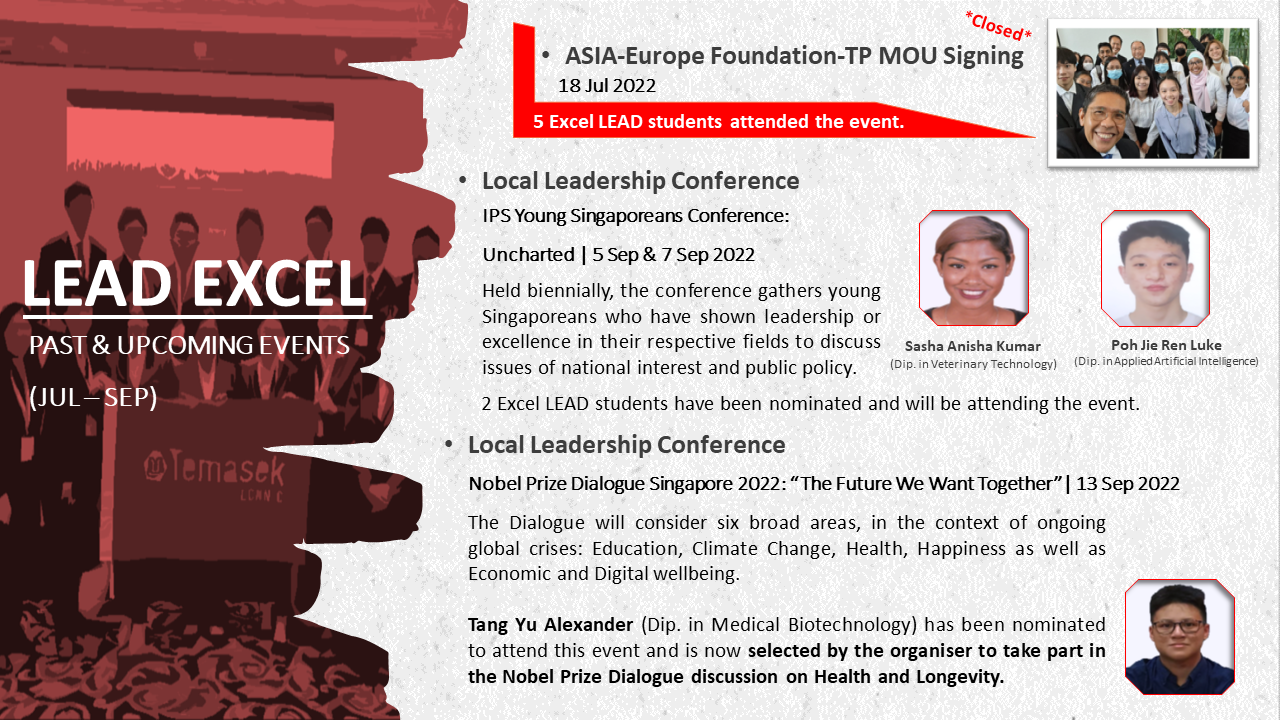 LEAD EXCEL
PAST & UPCOMING EVENTS
(JUL – SEP)
Temasek
*Closed*
• ASIA-Europe Foundation-TP MOU Signing
18 Jul 2022
5 Excel LEAD students attended the event.
• Local Leadership Conference
IPS Young Singaporeans Conference:
Uncharted | 5 Sep & 7 Sep 2022
Held biennially, the conference gathers young
Singaporeans who have shown leadership or
excellence in their respective fields to discuss
issues of national interest and public policy.
Sasha Anisha Kumar
(Dip. in Veterinary Technology)
Poh Jie Ren Luke
(Dip. in Applied Artificial Intelligence)
2 Excel LEAD students have been nominated and will be attending the event.
• Local Leadership Conference
Nobel Prize Dialogue Singapore 2022: “The Future We Want Together”| 13 Sep 2022
The Dialogue will consider six broad areas, in the context of ongoing
global crises: Education, Climate Change, Health, Happiness as well as
Economic and Digital wellbeing.
Tang Yu Alexander (Dip. in Medical Biotechnology) has been nominated
to attend this event and is now selected by the organiser to take part in
the Nobel Prize Dialogue discussion on Health and Longevity.